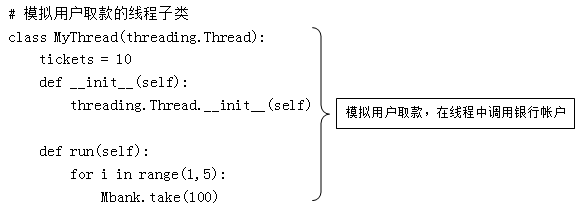 # 模拟用户取款的线程子类
class MyThread(threading.Thread):
    tickets = 10
    def __init__(self):
        threading.Thread.__init__(self)
模拟用户取款，在线程中调用银行帐户
    def run(self):
        for i in range(1,5):
            Mbank.take(100)